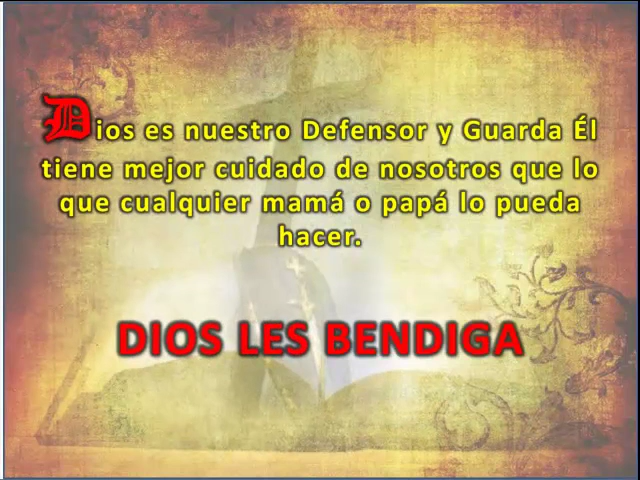 Dios es nuestro Defensor y Guarda Él
tiene mejor cuidado de nosotros que lo
que cualquier mamá o papá lo pueda
hacer.
DIOS LES BENDIGA